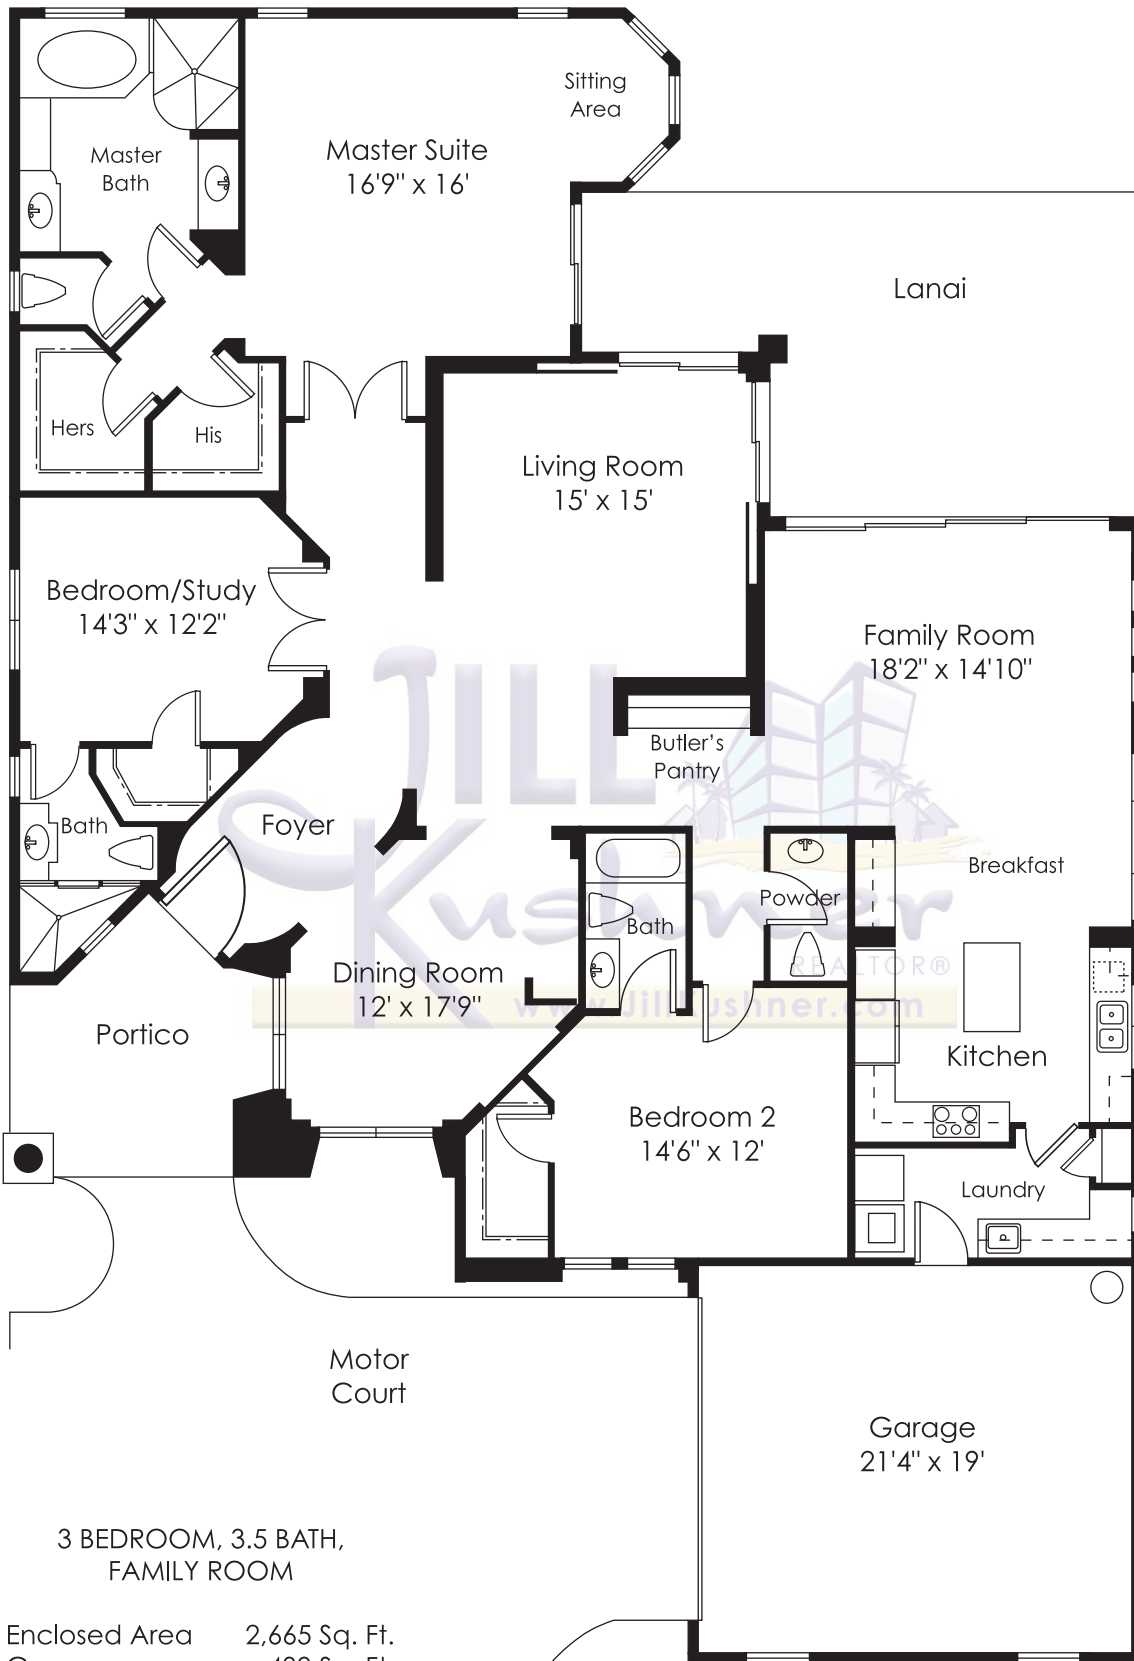 Sitting
Area
Master Suite
16'9" x 16'
Master
Bath
Lanai
Hers
His
Living Room
15' x 15'
Bedroom/Study
14'3" x 12'2"
Family Room
18'2" x 14'10"
Butler's
Pantry
JILL
Kushner
REALTOR®
www.JillKushner.com
Foyer
Bath
Breakfast
Powder
Bath
Dining Room
12' x 17'9"
Portico
Kitchen
Bedroom 2
14'6" x 12'
Laundry
Motor
Court
Garage
21'4" x 19'
3 BEDROOM, 3.5 BATH,
FAMILY ROOM
Enclosed Area 2,665 Sq. Ft.